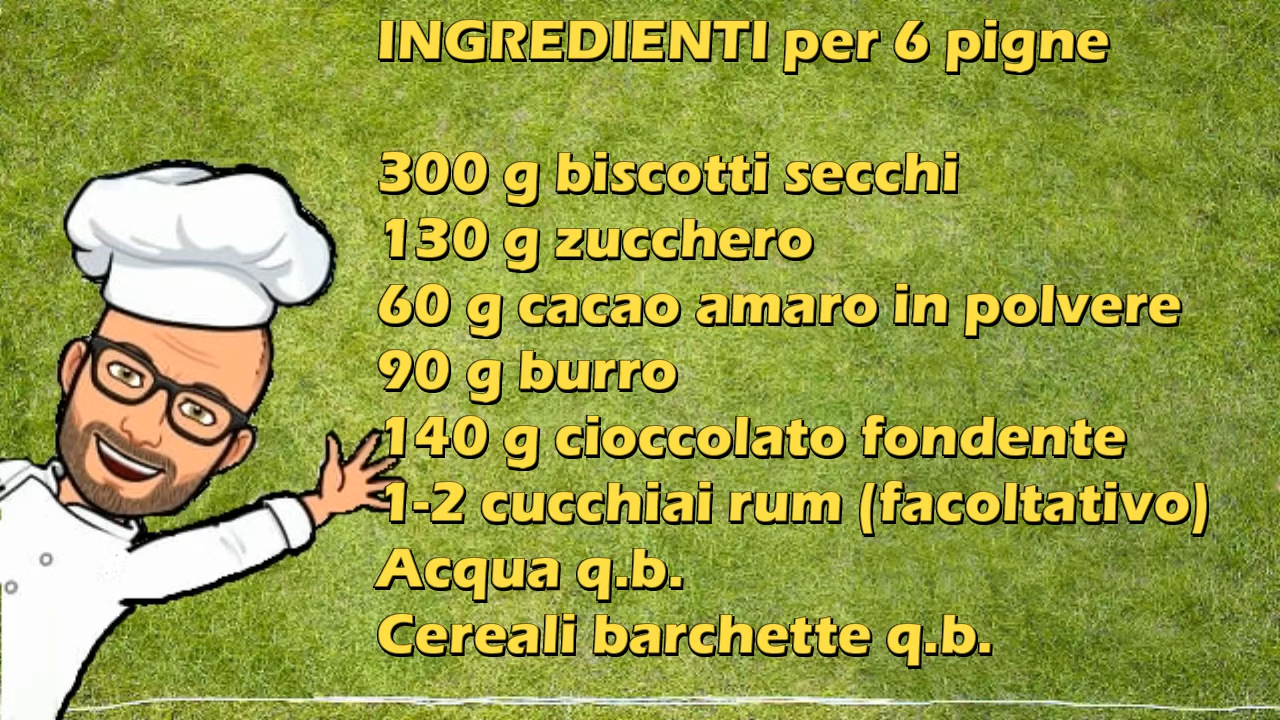 INGREDIENTI per 6 pigne
300 g biscotti secchi
130 g zucchero
60 g cacao amaro in polvere
90 g burro
140 g cioccolato fondente
1-2 cucchiai rum (facoltativo)
Acqua q.b.
Cereali barchette q.b.